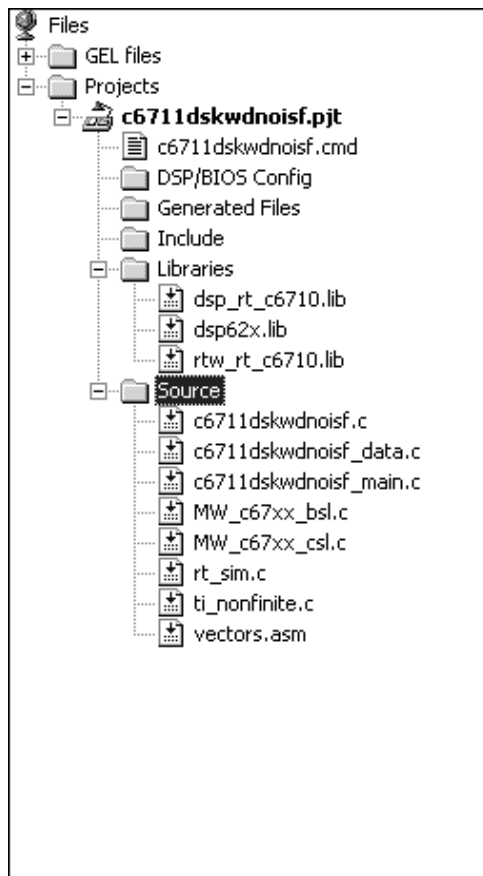 Files
GEL files
Projects
c6711dskwdnoisf.pjt
c6711dskwdnoisf.cmd
DSP/BIOS Config
Generated Files
Include
Libraries
dsp_rt_c6710.lib
dsp62x.lib
rtw_rt_c6710.lib
Source
c6711dskwdnoisf.c
c6711dskwdnoisf_data.c
c6711dskwdnoisf_main.c
MW_c67xx_bsl.c
MW_c67xx_csl.c
rt_sim.c
ti_nonfinite.c
vectors.asm